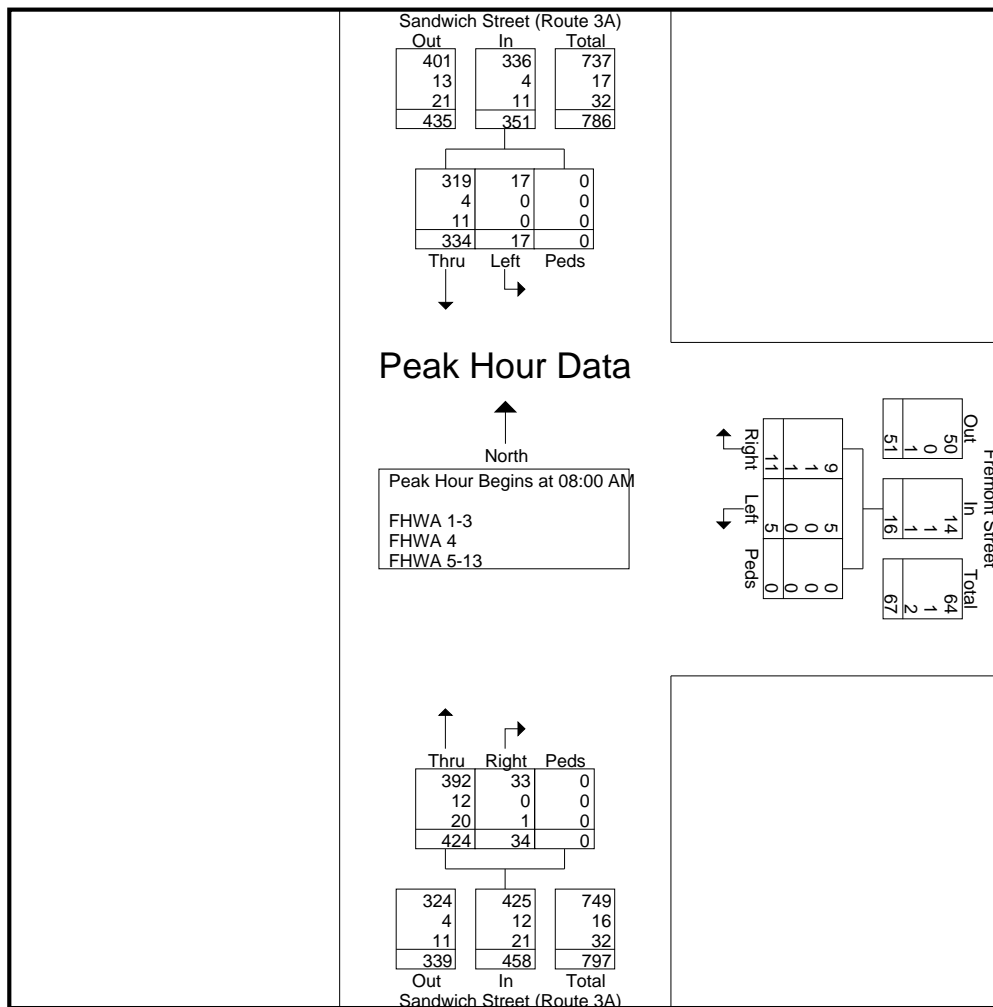 Sandwich Street (Route 3A)
Out In Total
401 336 737
13 4 17
21 11 32
435 351 786
319 17 0
4 0 0
11 0 0
334 17 0
Thru Left Peds
Peak Hour Data
North
Peak Hour Begins at 08:00 AM
FHWA 1-3
FHWA 4
FHWA 5-13
Right Left Peds
9 5 0
1 0 0
1 0 0
11 5 0
Fremont Street
Out In Total
50 14 64
0 1 1
1 1 2
51 16 67
Thru Right Peds
392 33 0
12 0 0
20 1 0
424 34 0
324 425 749
4 12 16
11 21 32
339 458 797
Out In Total
Sandwich Street (Route 3A)